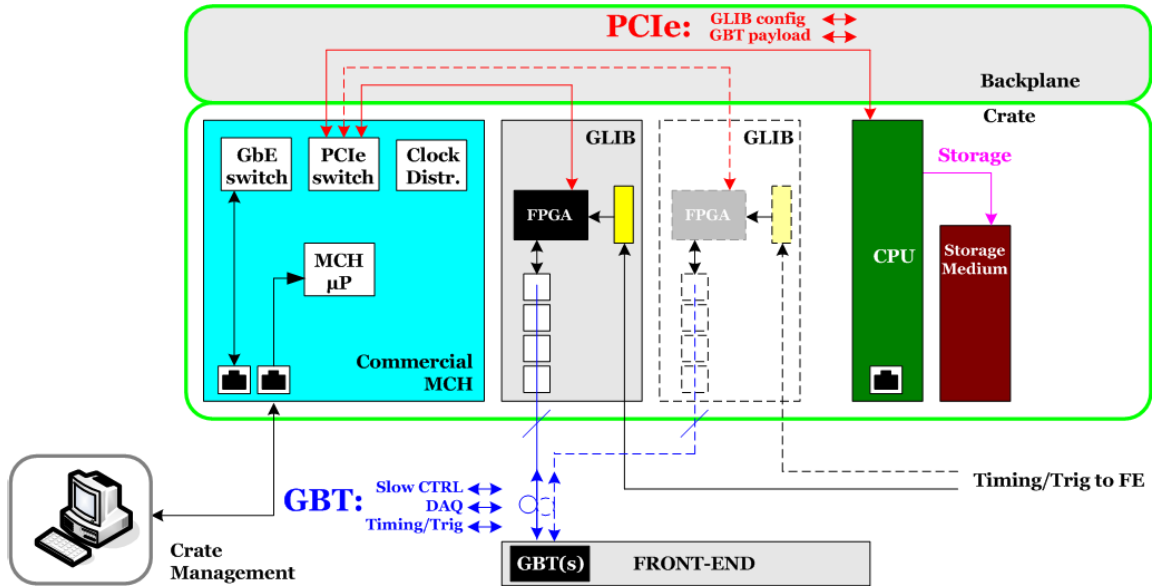 PCIe:
GLIB config
GBT payload
Backplane
Crate
GbE
switch
PCIe
switch
Clock
Distr.
GLIB
GLIB
Storage
FPGA
FPGA
MCH
µP
CPU
Storage
Medium
Commercial
MCH
GBT:
Slow CTRL
DAQ
Timing/Trig
Timing/Trig to FE
Crate
Management
GBT(s)
FRONT-END